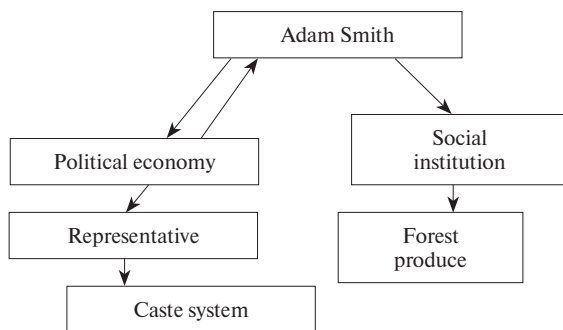 Adam Smith
Political economy
Social
institution
Representative
Forest
produce
Caste system